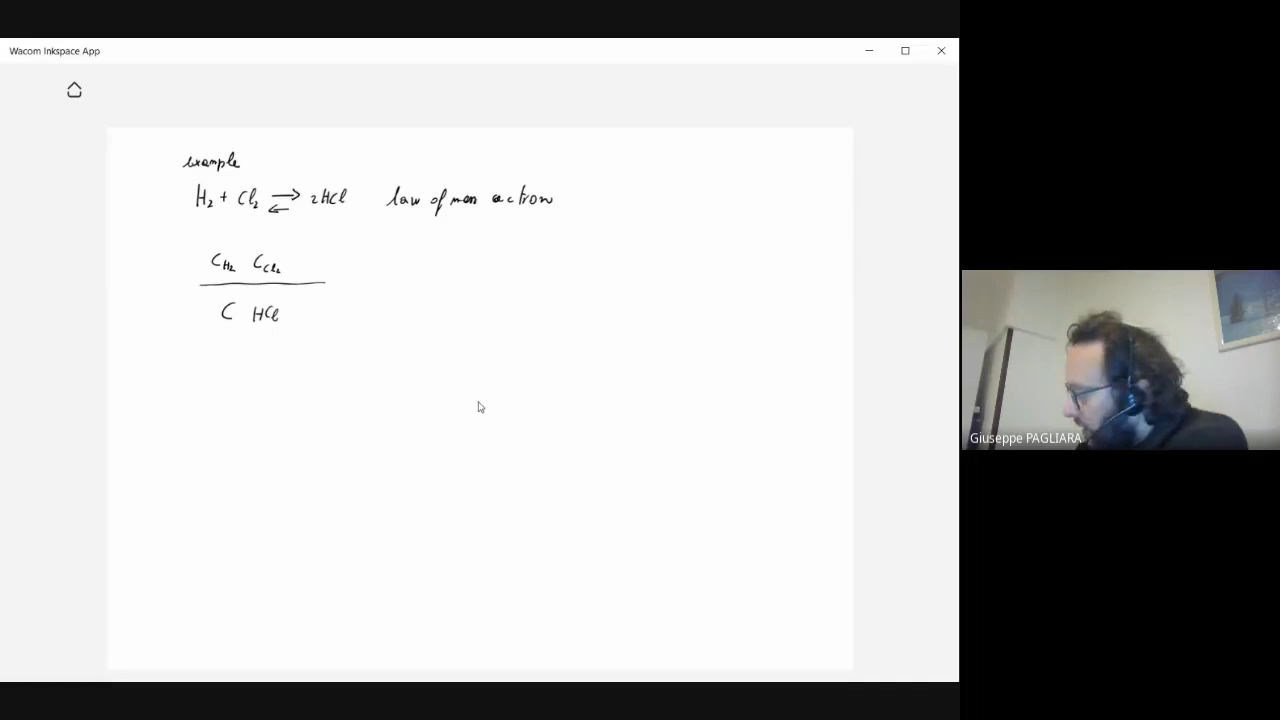 Wacom Inkspace App
example
H₂ + Cl₂ ⇌ 2HCl law of mass action
C_H₂ C_Cl₂
C HCl
Giuseppe PAGLIARA